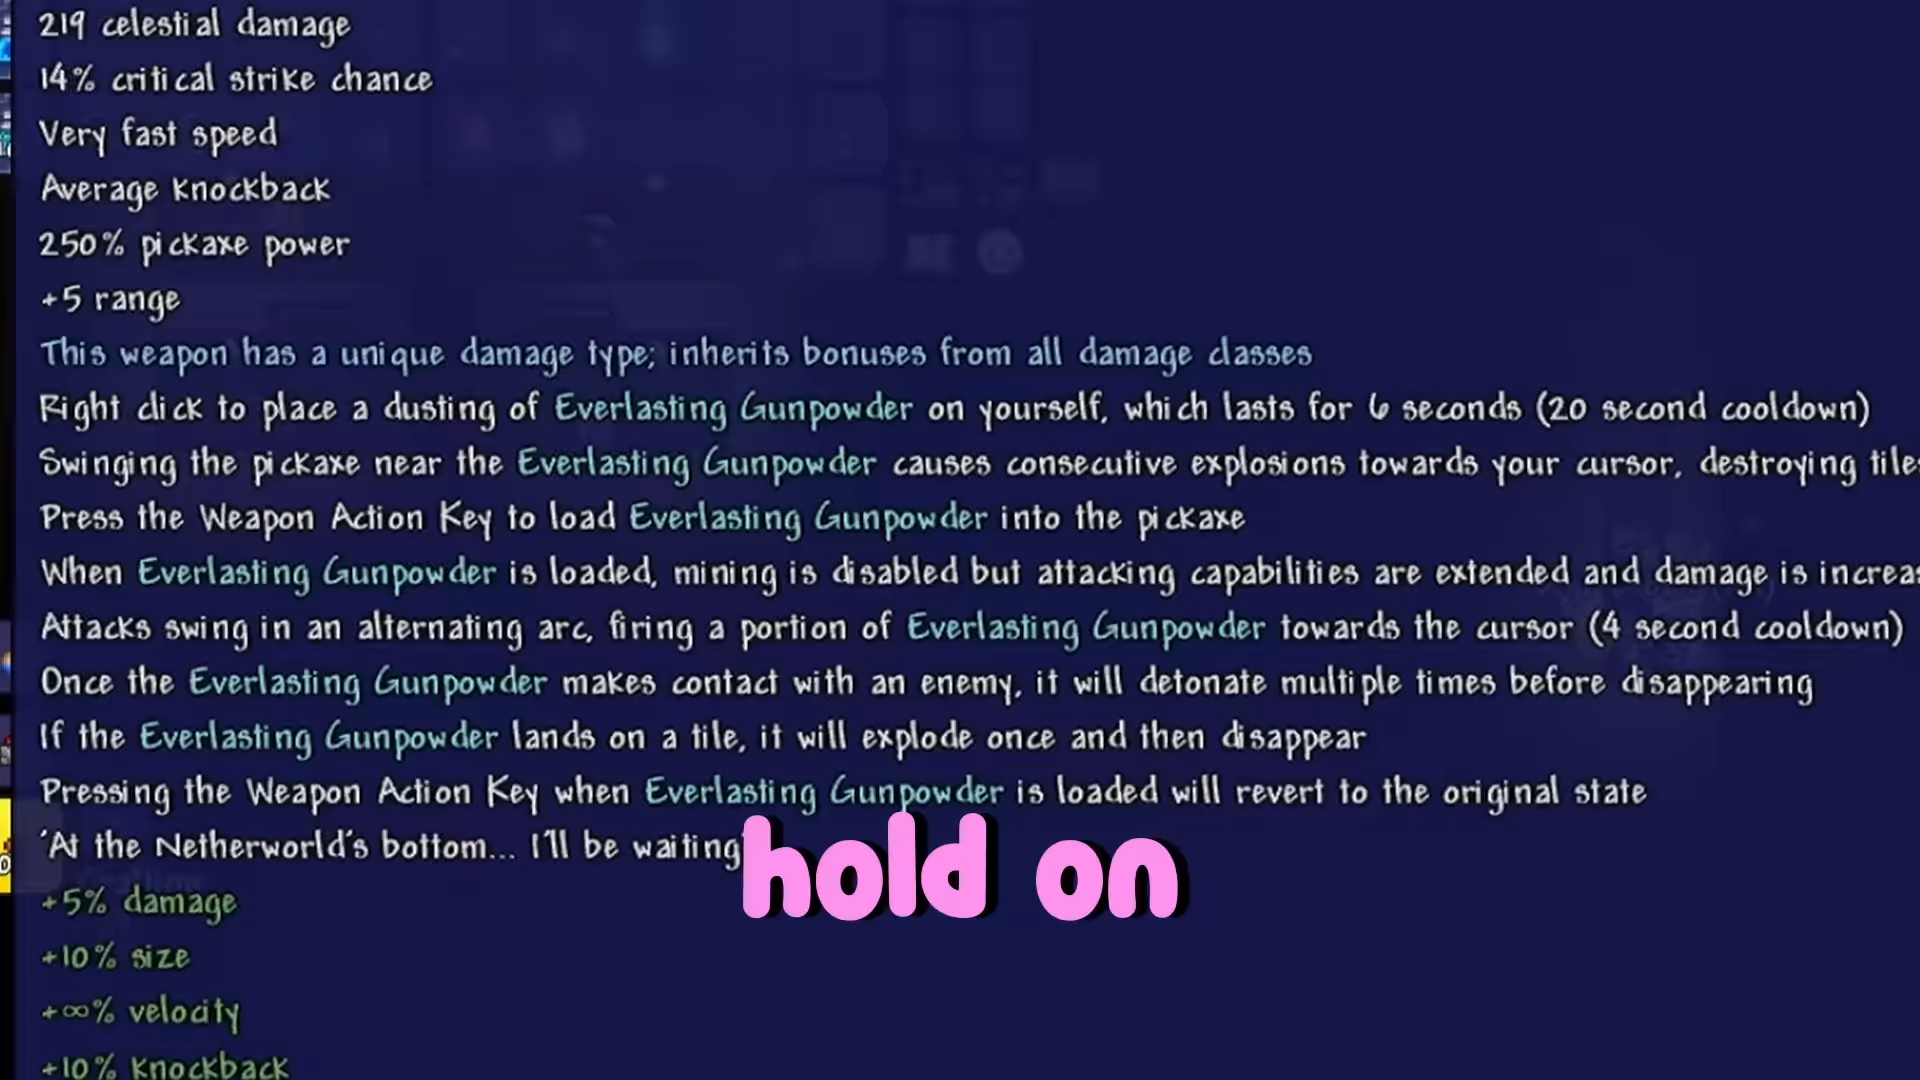 219 celestial damage
14% critical strike chance
Very fast speed
Average knockback
250% pickaxe power
+5 range
This weapon has a unique damage type; inherits bonuses from all damage classes
Right click to place a dusting of Everlasting Gunpowder on yourself, which lasts for 6 seconds (20 second cooldown)
Swinging the pickaxe near the Everlasting Gunpowder causes consecutive explosions towards your cursor, destroying tiles
Press the Weapon Action Key to load Everlasting Gunpowder into the pickaxe
When Everlasting Gunpowder is loaded, mining is disabled but attacking capabilities are extended and damage is increas
Attacks swing in an alternating arc, firing a portion of Everlasting Gunpowder towards the cursor (4 second cooldown)
Once the Everlasting Gunpowder makes contact with an enemy, it will detonate multiple times before disappearing
If the Everlasting Gunpowder lands on a tile, it will explode once and then disappear
Pressing the Weapon Action Key when Everlasting Gunpowder is loaded will revert to the original state
'At the Netherworld's bottom... I'll be waiting'
hold on
+5% damage
+10% size
+∞% velocity
+10% knockback